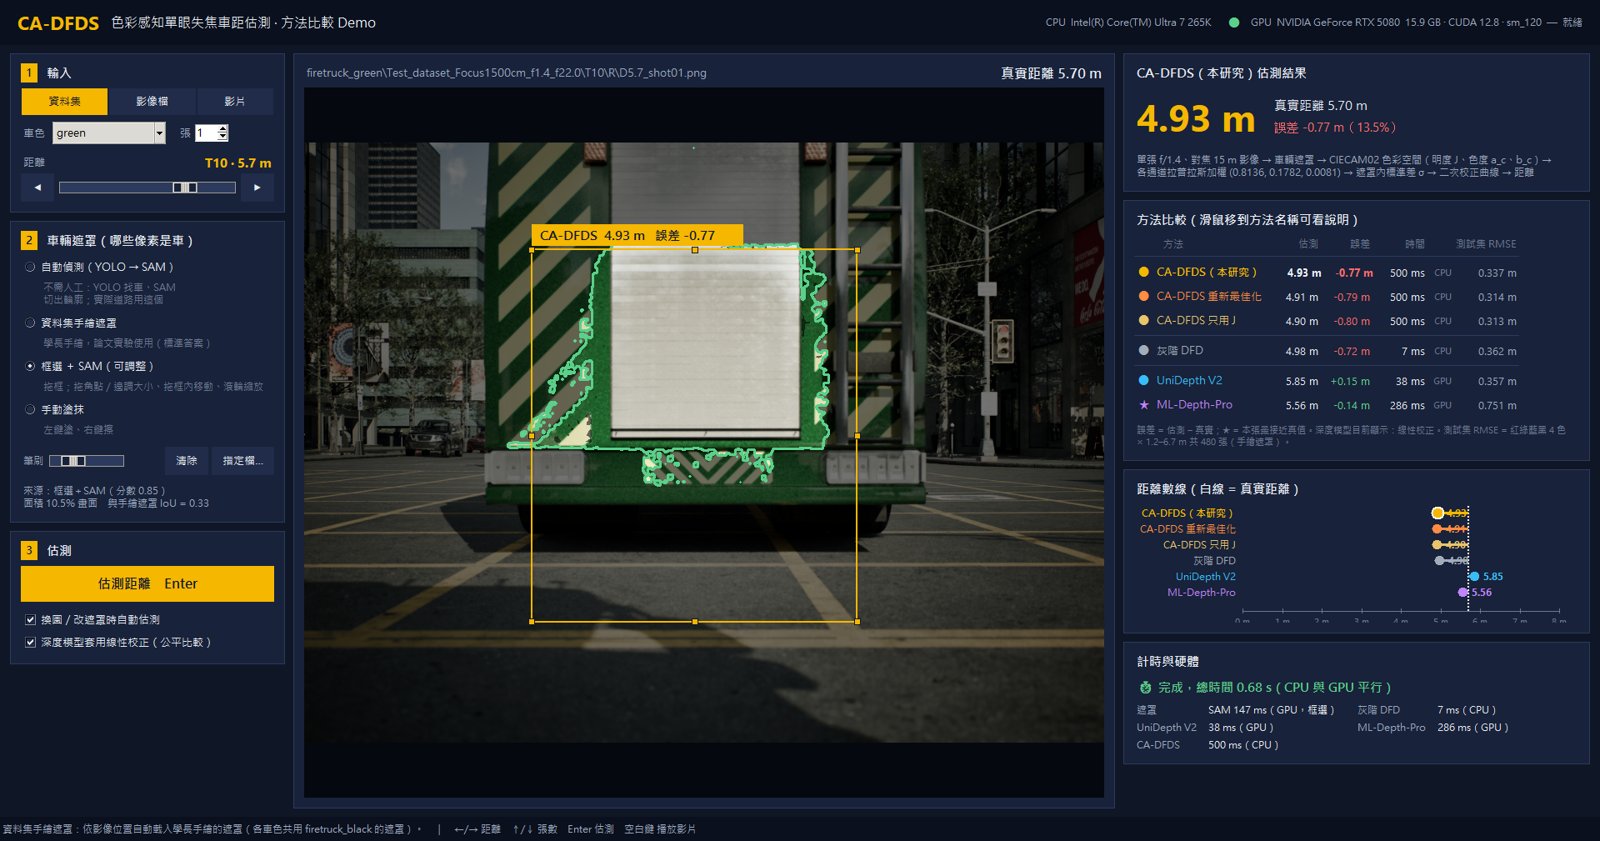 CA-DFDS 色彩感知單眼失焦車距估測 · 方法比較 Demo
CPU Intel(R) Core(TM) Ultra 7 265K
GPU NVIDIA GeForce RTX 5080 15.9 GB · CUDA 12.8 · sm_120 — 就緒
1 輸入
資料集 影像檔 影片
車色 green 張 1
距離 T10 · 5.7 m
2 車輛遮罩 ( 哪些像素是車 )
自動偵測 ( YOLO → SAM )
不需人工：YOLO 找車、SAM
切出輪廓；實際道路用這個
資料集手繪遮罩
學長手繪，論文實驗使用 ( 標準答案 )
框選 + SAM ( 可調整 )
拖框；拖角點 / 邊調大小、拖框內移動、滾輪縮放
手動塗抹
左鍵塗、右鍵擦
筆刷 清除 指定檔...
來源：框選 + SAM ( 分數 0.85 )
面積 10.5% 畫面 與手繪遮罩 IoU = 0.33
3 估測
估測距離 Enter
換圖 / 改遮罩時自動估測
深度模型套用線性校正 ( 公平比較 )
firetruck_green\Test_dataset_Focus1500cm_f1.4_f22.0\T10\R\D5.7_shot01.png
真實距離 5.70 m
CA-DFDS 4.93 m 誤差 -0.77
CA-DFDS ( 本研究 ) 估測結果
4.93 m
真實距離 5.70 m
誤差 -0.77 m ( 13.5% )
單張 f/1.4、對焦 15 m 影像 → 車輛遮罩 → CIECAM02 色彩空間 ( 明度 J、色度 a_c、b_c ) →
各通道拉普拉斯加權 (0.8136, 0.1782, 0.0081) → 遮罩內標準差 σ → 二次校正曲線 → 距離
方法比較 ( 滑鼠移到方法名稱可看說明 )
方法 估測 誤差 時間 測試集 RMSE
CA-DFDS ( 本研究 ) 4.93 m -0.77 m 500 ms CPU 0.337 m
CA-DFDS 重新最佳化 4.91 m -0.79 m 500 ms CPU 0.314 m
CA-DFDS 只用 J 4.90 m -0.80 m 500 ms CPU 0.313 m
灰階 DFD 4.98 m -0.72 m 7 ms CPU 0.362 m
UniDepth V2 5.85 m +0.15 m 38 ms GPU 0.357 m
★ ML-Depth-Pro 5.56 m -0.14 m 286 ms GPU 0.751 m
誤差 = 估測 − 真實；★ = 本張最接近真值。深度模型目前顯示：線性校正。測試集 RMSE = 紅綠藍黑 4 色
× 1.2–6.7 m 共 480 張 ( 手繪遮罩 ) 。
距離數線 ( 白線 = 真實距離 )
CA-DFDS ( 本研究 ) 4.93
CA-DFDS 重新最佳化 4.91
CA-DFDS 只用 J 4.90
灰階 DFD 4.98
UniDepth V2 5.85
ML-Depth-Pro 5.56
0 m 1 m 2 m 3 m 4 m 5 m 6 m 7 m 8 m
計時與硬體
完成，總時間 0.68 s ( CPU 與 GPU 平行 )
遮罩 SAM 147 ms ( GPU，框選 ) 灰階 DFD 7 ms ( CPU )
UniDepth V2 38 ms ( GPU ) ML-Depth-Pro 286 ms ( GPU )
CA-DFDS 500 ms ( CPU )
資料集手繪遮罩：依影像位置自動載入學長手繪的遮罩 ( 各車色共用 firetruck_black 的遮罩 ) 。 | ←/→ 距離 ↑/↓ 張數 Enter 估測 空白鍵 播放影片